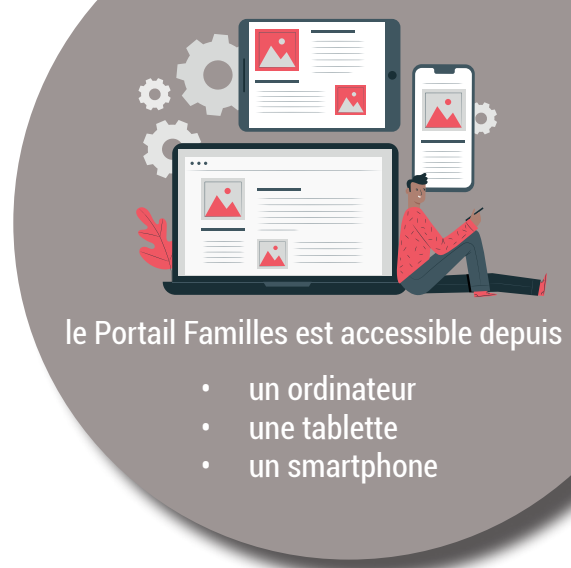 le Portail Familles est accessible depuis
• un ordinateur
• une tablette
• un smartphone